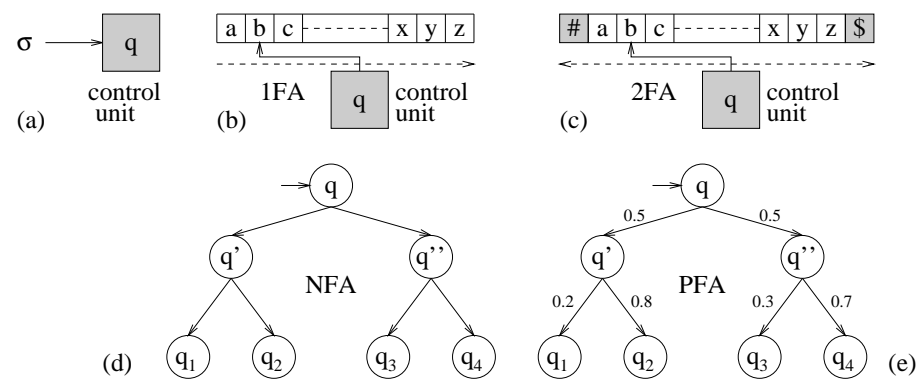 σ q
control
unit
(a)
a b c x y z
1FA
q
control
unit
(b)
# a b c x y z $
2FA
q
control
unit
(c)
q
q' q''
NFA
q1 q2 q3 q4
(d)
q
0.5 0.5
q' q''
PFA
0.2 0.8 0.3 0.7
q1 q2 q3 q4
(e)